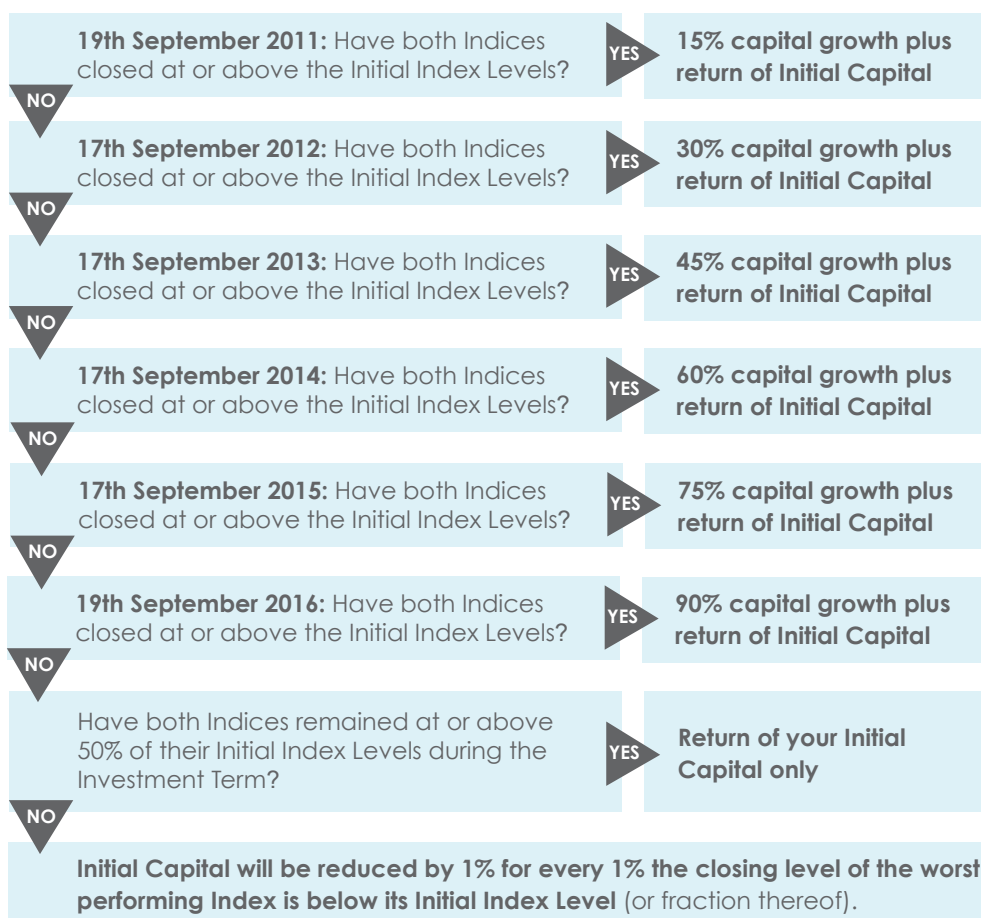 19th September 2011: Have both Indices
closed at or above the Initial Index Levels?
YES
15% capital growth plus
return of Initial Capital
NO
17th September 2012: Have both Indices
closed at or above the Initial Index Levels?
YES
30% capital growth plus
return of Initial Capital
NO
17th September 2013: Have both Indices
closed at or above the Initial Index Levels?
YES
45% capital growth plus
return of Initial Capital
NO
17th September 2014: Have both Indices
closed at or above the Initial Index Levels?
YES
60% capital growth plus
return of Initial Capital
NO
17th September 2015: Have both Indices
closed at or above the Initial Index Levels?
YES
75% capital growth plus
return of Initial Capital
NO
19th September 2016: Have both Indices
closed at or above the Initial Index Levels?
YES
90% capital growth plus
return of Initial Capital
NO
Have both Indices remained at or above
50% of their Initial Index Levels during the
Investment Term?
YES
Return of your Initial
Capital only
NO
Initial Capital will be reduced by 1% for every 1% the closing level of the worst
performing Index is below its Initial Index Level (or fraction thereof).